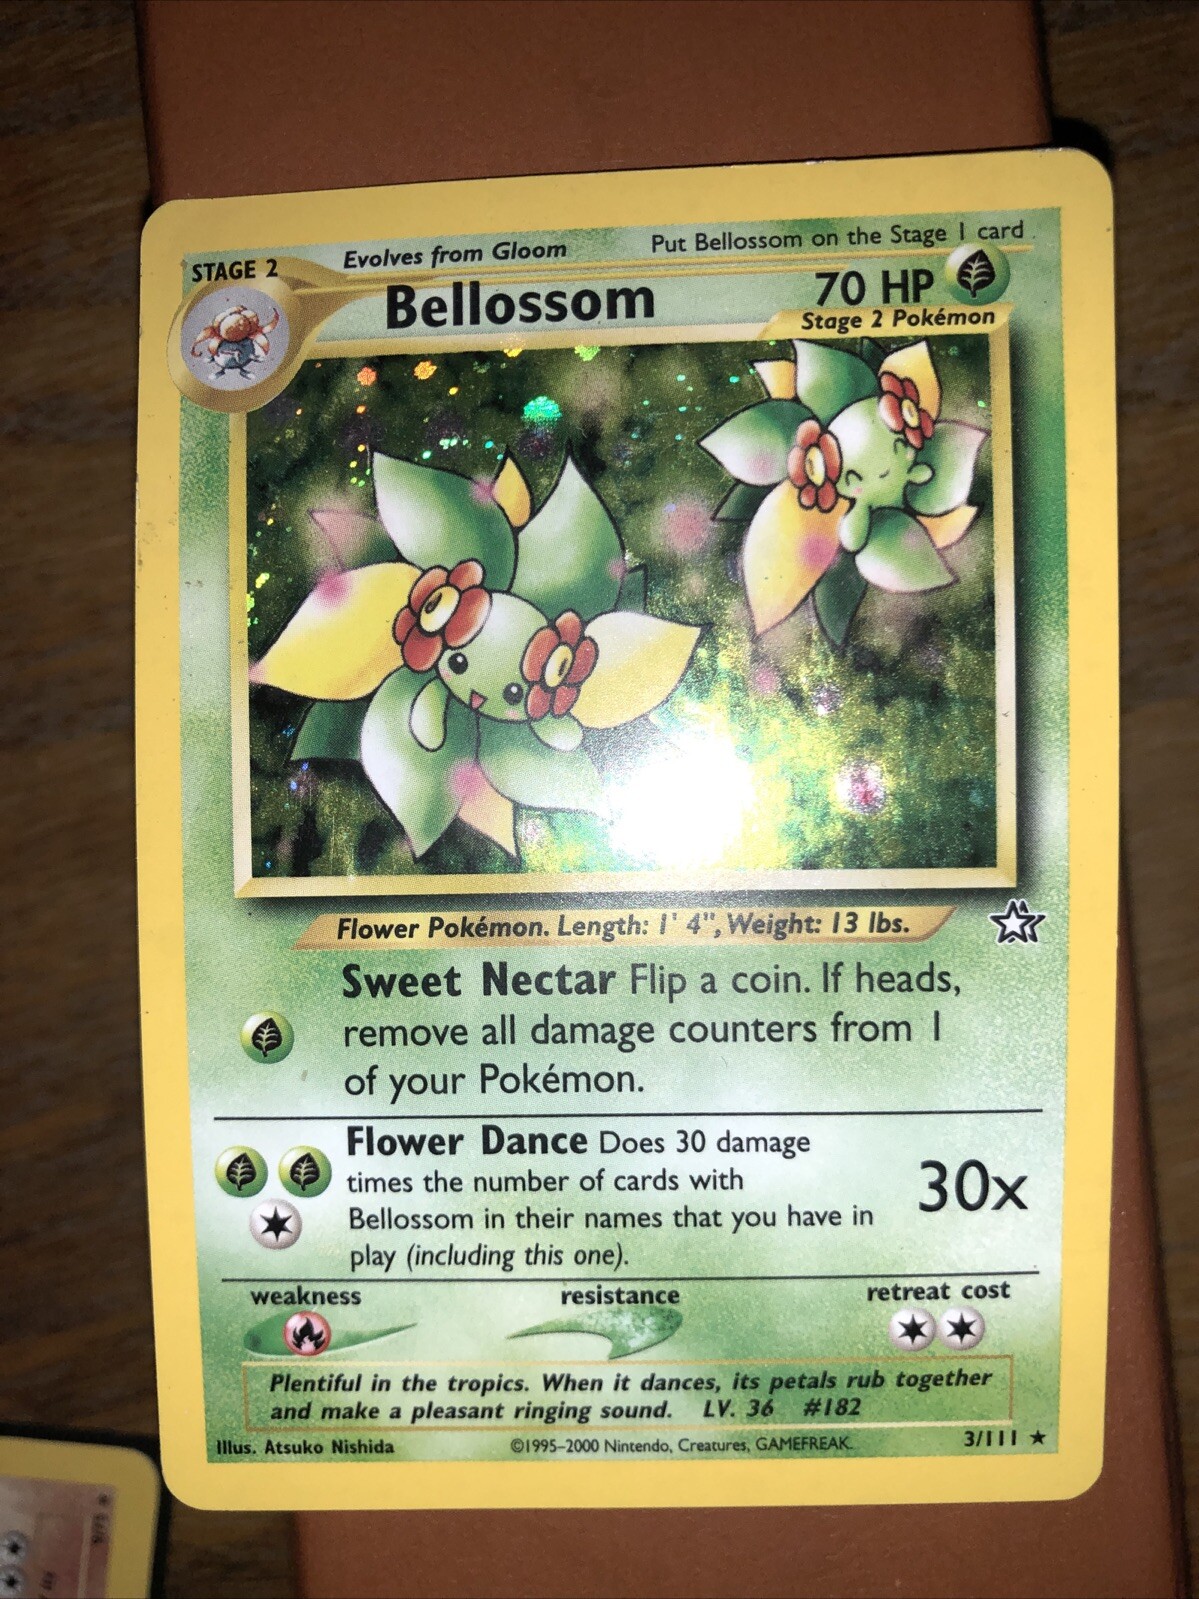 STAGE 2
Evolves from Gloom
Put Bellossom on the Stage 1 card
Bellossom
70 HP
Stage 2 Pokémon
Flower Pokémon. Length: 1' 4", Weight: 13 lbs.
Sweet Nectar Flip a coin. If heads,
remove all damage counters from 1
of your Pokémon.
Flower Dance Does 30 damage
times the number of cards with
Bellossom in their names that you have in
play (including this one).
30x
weakness
resistance
retreat cost
Plentiful in the tropics. When it dances, its petals rub together
and make a pleasant ringing sound. LV. 36 #182
Illus. Atsuko Nishida
©1995–2000 Nintendo, Creatures, GAMEFREAK.
3/111 ★